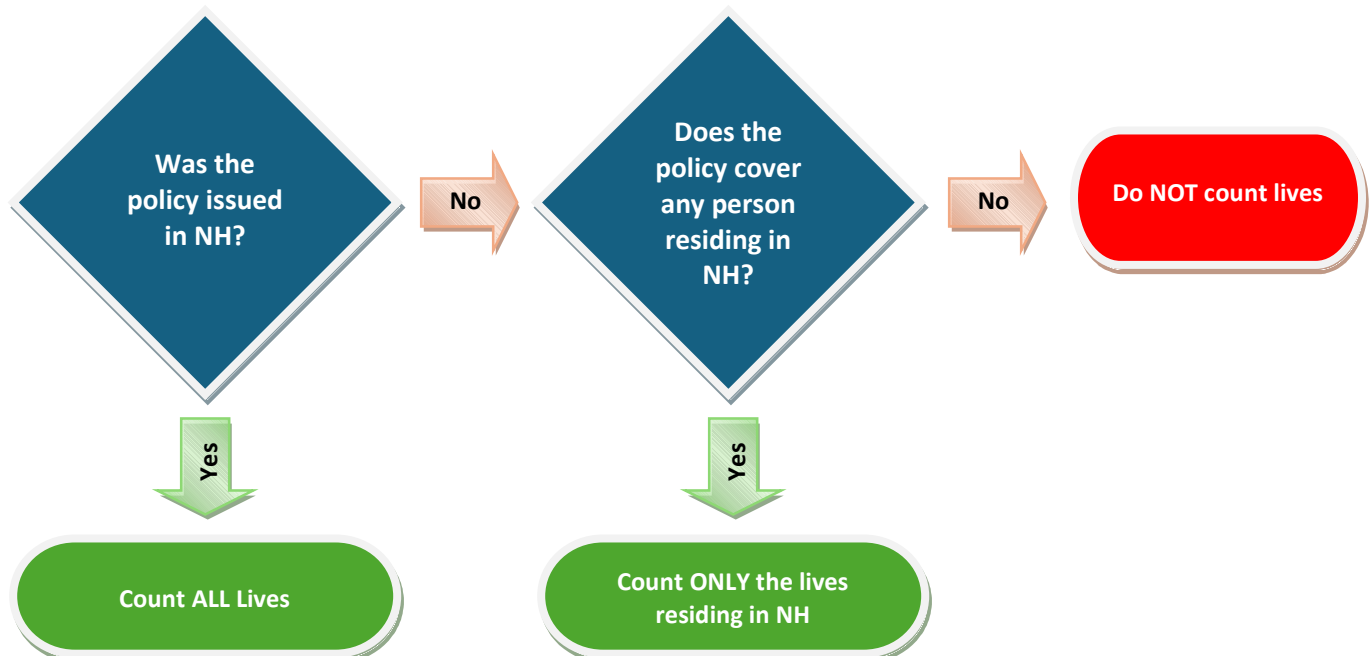 Was the
policy issued
in NH?
No
Does the
policy cover
any person
residing in
NH?
No
Do NOT count lives
Yes
Yes
Count ALL Lives
Count ONLY the lives
residing in NH